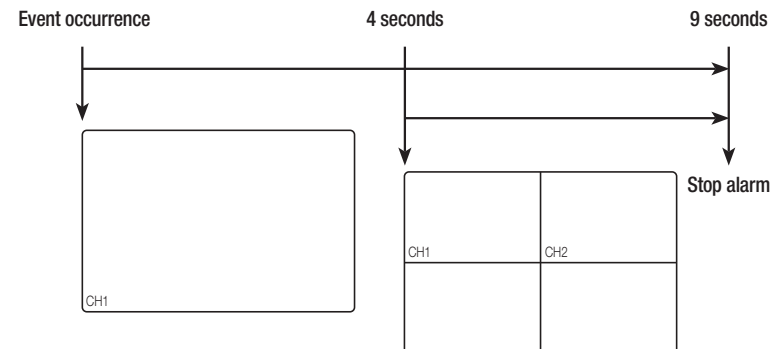 Event occurrence
4 seconds
9 seconds
Stop alarm
CH1
CH2
CH1